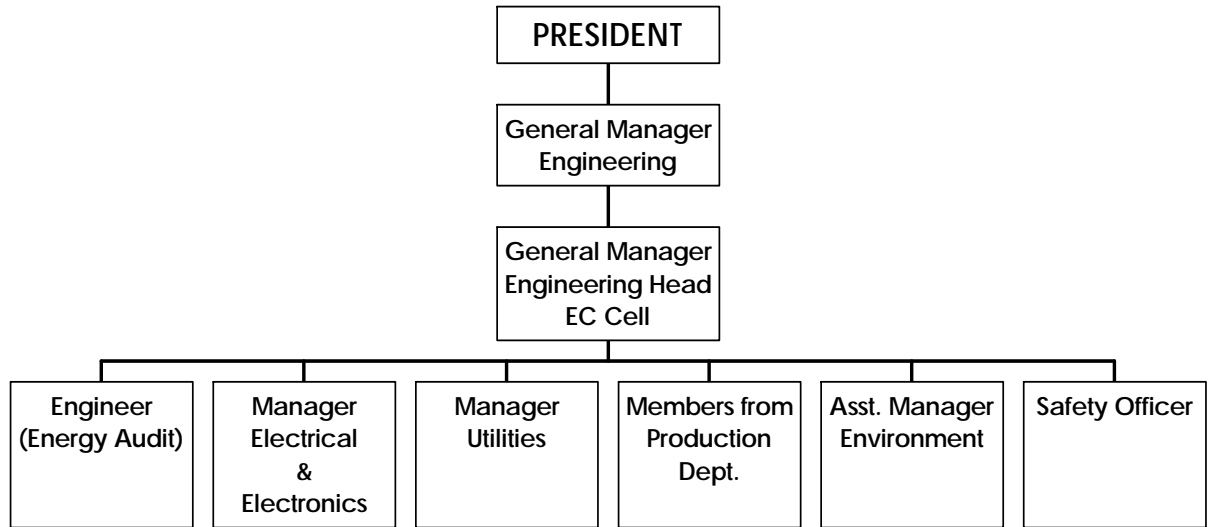 PRESIDENT
General Manager
Engineering
General Manager
Engineering Head
EC Cell
Engineer
(Energy Audit)
Manager
Electrical
&
Electronics
Manager
Utilities
Members from
Production
Dept.
Asst. Manager
Environment
Safety Officer